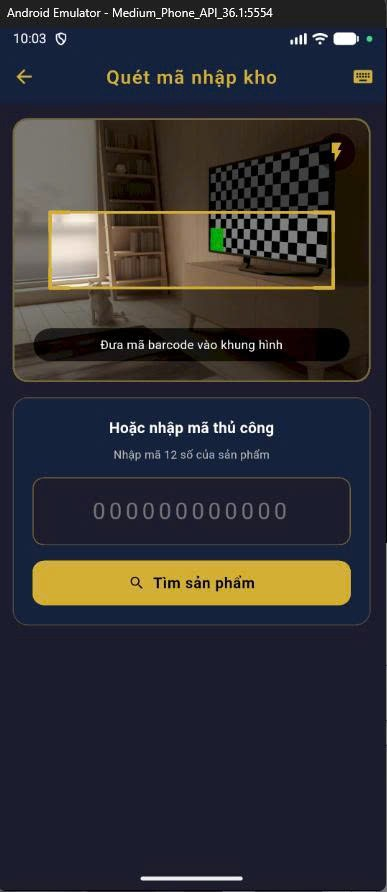 Android Emulator - Medium_Phone_API_36.1:5554
10:03
Quét mã nhập kho
Đưa mã barcode vào khung hình
Hoặc nhập mã thủ công
Nhập mã 12 số của sản phẩm
000000000000
Tìm sản phẩm